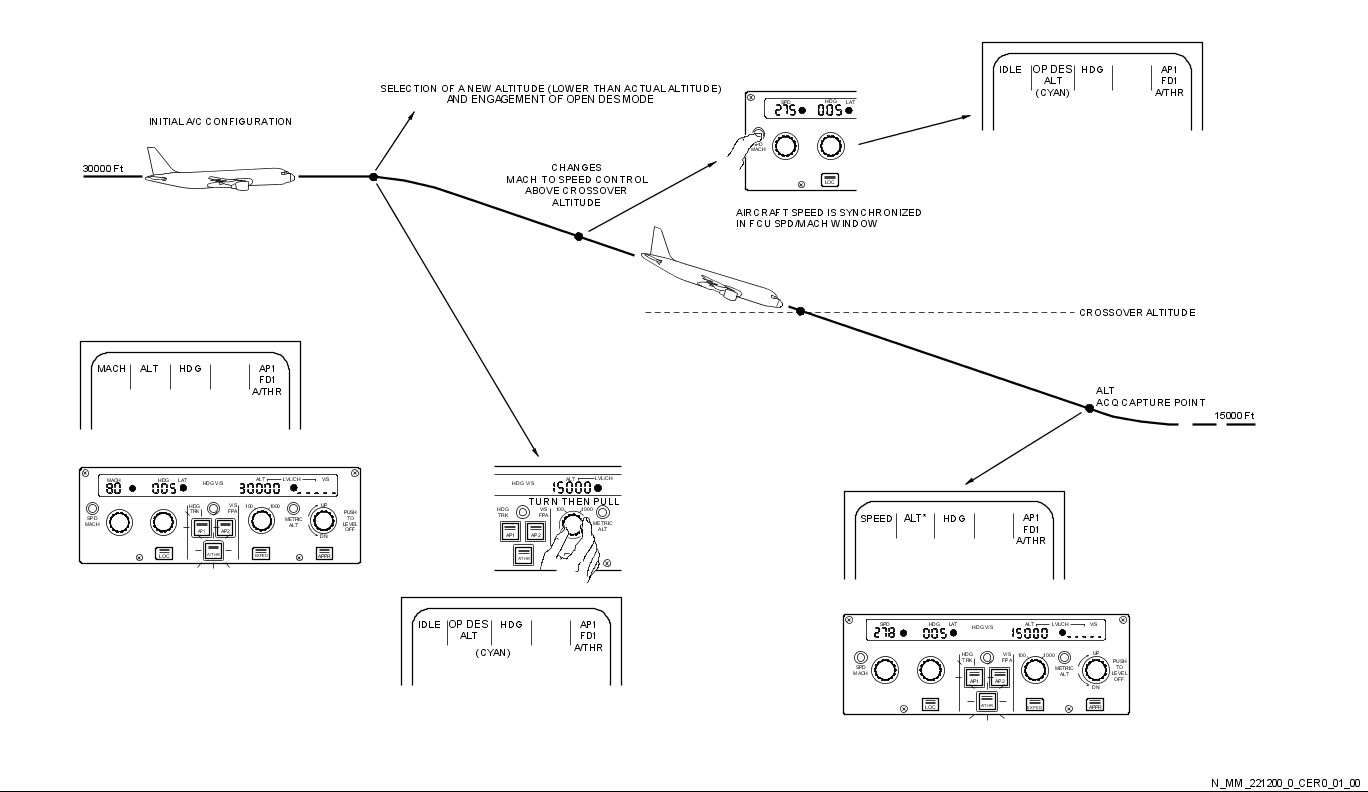 SELECTION OF A NEW ALTITUDE (LOWER THAN ACTUAL ALTITUDE)
AND ENGAGEMENT OF OPEN DES MODE
INITIAL A/C CONFIGURATION
30000 Ft
CHANGES
MACH TO SPEED CONTROL
ABOVE CROSSOVER
ALTITUDE
SPD HDG LAT
275 005
SPD
MACH
LOC
AIRCRAFT SPEED IS SYNCHRONIZED
IN FCU SPD/MACH WINDOW
IDLE OP DES HDG AP1
ALT FD1
(CYAN) A/THR
CROSSOVER ALTITUDE
ALT
ACQ CAPTURE POINT
15000 Ft
MACH ALT HDG AP1
FD1
A/THR
MACH HDG LAT HDG V/S ALT LVL/CH V/S
80 005 30000 -----
SPD
MACH
HDG
TRK
V/S
FPA
100 1000
METRIC
ALT
UP
DN
PUSH
TO
LEVEL
OFF
AP1 AP2
LOC A/THR EXPED APPR
HDG V/S ALT LVL/CH
15000
TURN THEN PULL
HDG
TRK
V/S
FPA
100 1000
METRIC
ALT
AP1 AP2
A/THR
IDLE OP DES HDG AP1
ALT FD1
(CYAN) A/THR
SPEED ALT* HDG AP1
FD1
A/THR
SPD HDG LAT HDG V/S ALT LVL/CH V/S
278 005 15000 -----
SPD
MACH
HDG
TRK
V/S
FPA
100 1000
METRIC
ALT
UP
DN
PUSH
TO
LEVEL
OFF
AP1 AP2
LOC A/THR EXPED APPR
N_MM_221200_0_CER0_01_00